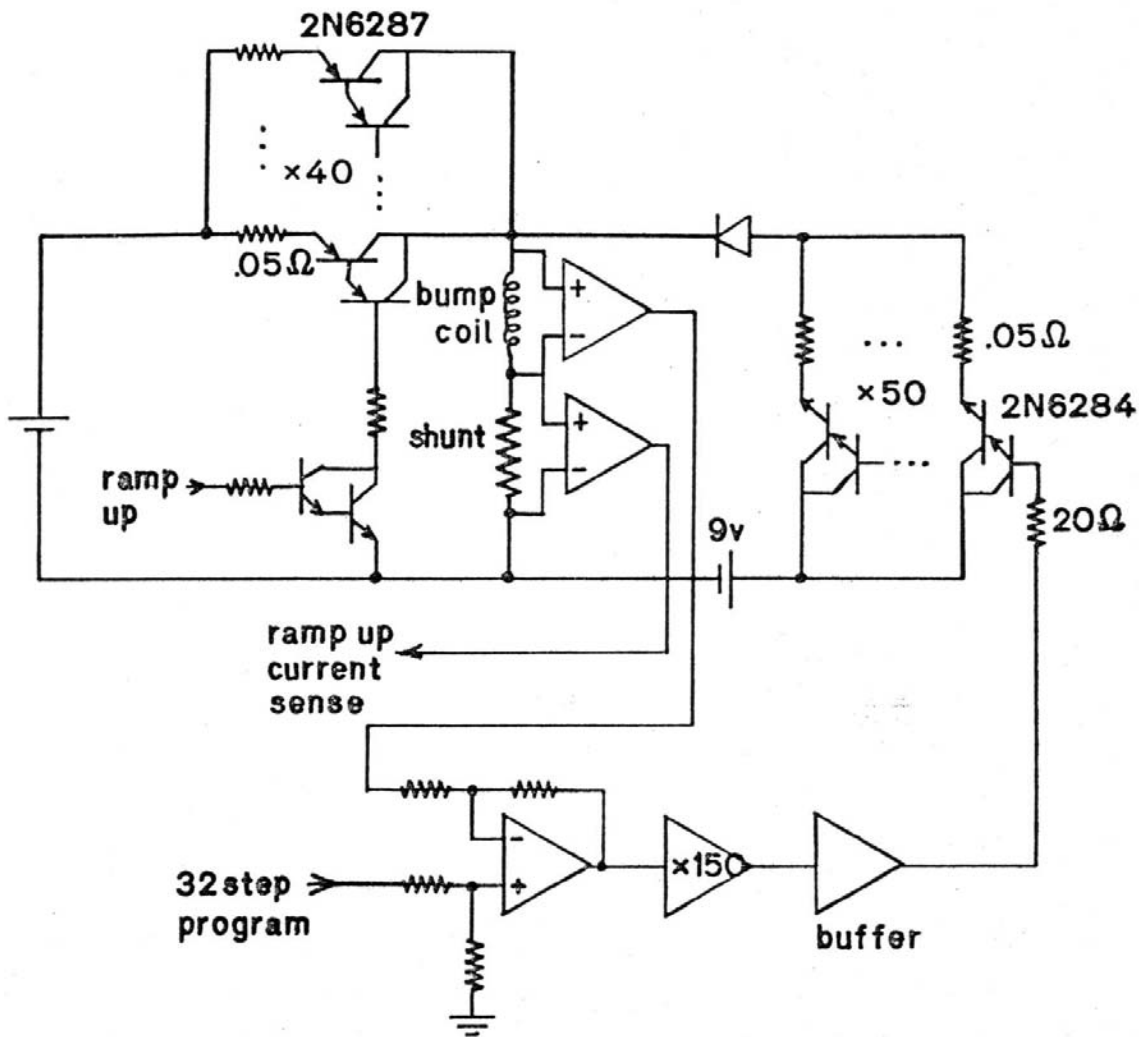 2N6287
×40
.05Ω
bump
coil
+
−
shunt
+
−
.05Ω
×50
2N6284
ramp
up
9v
20Ω
ramp up
current
sense
−
+
×150
32 step
program
buffer